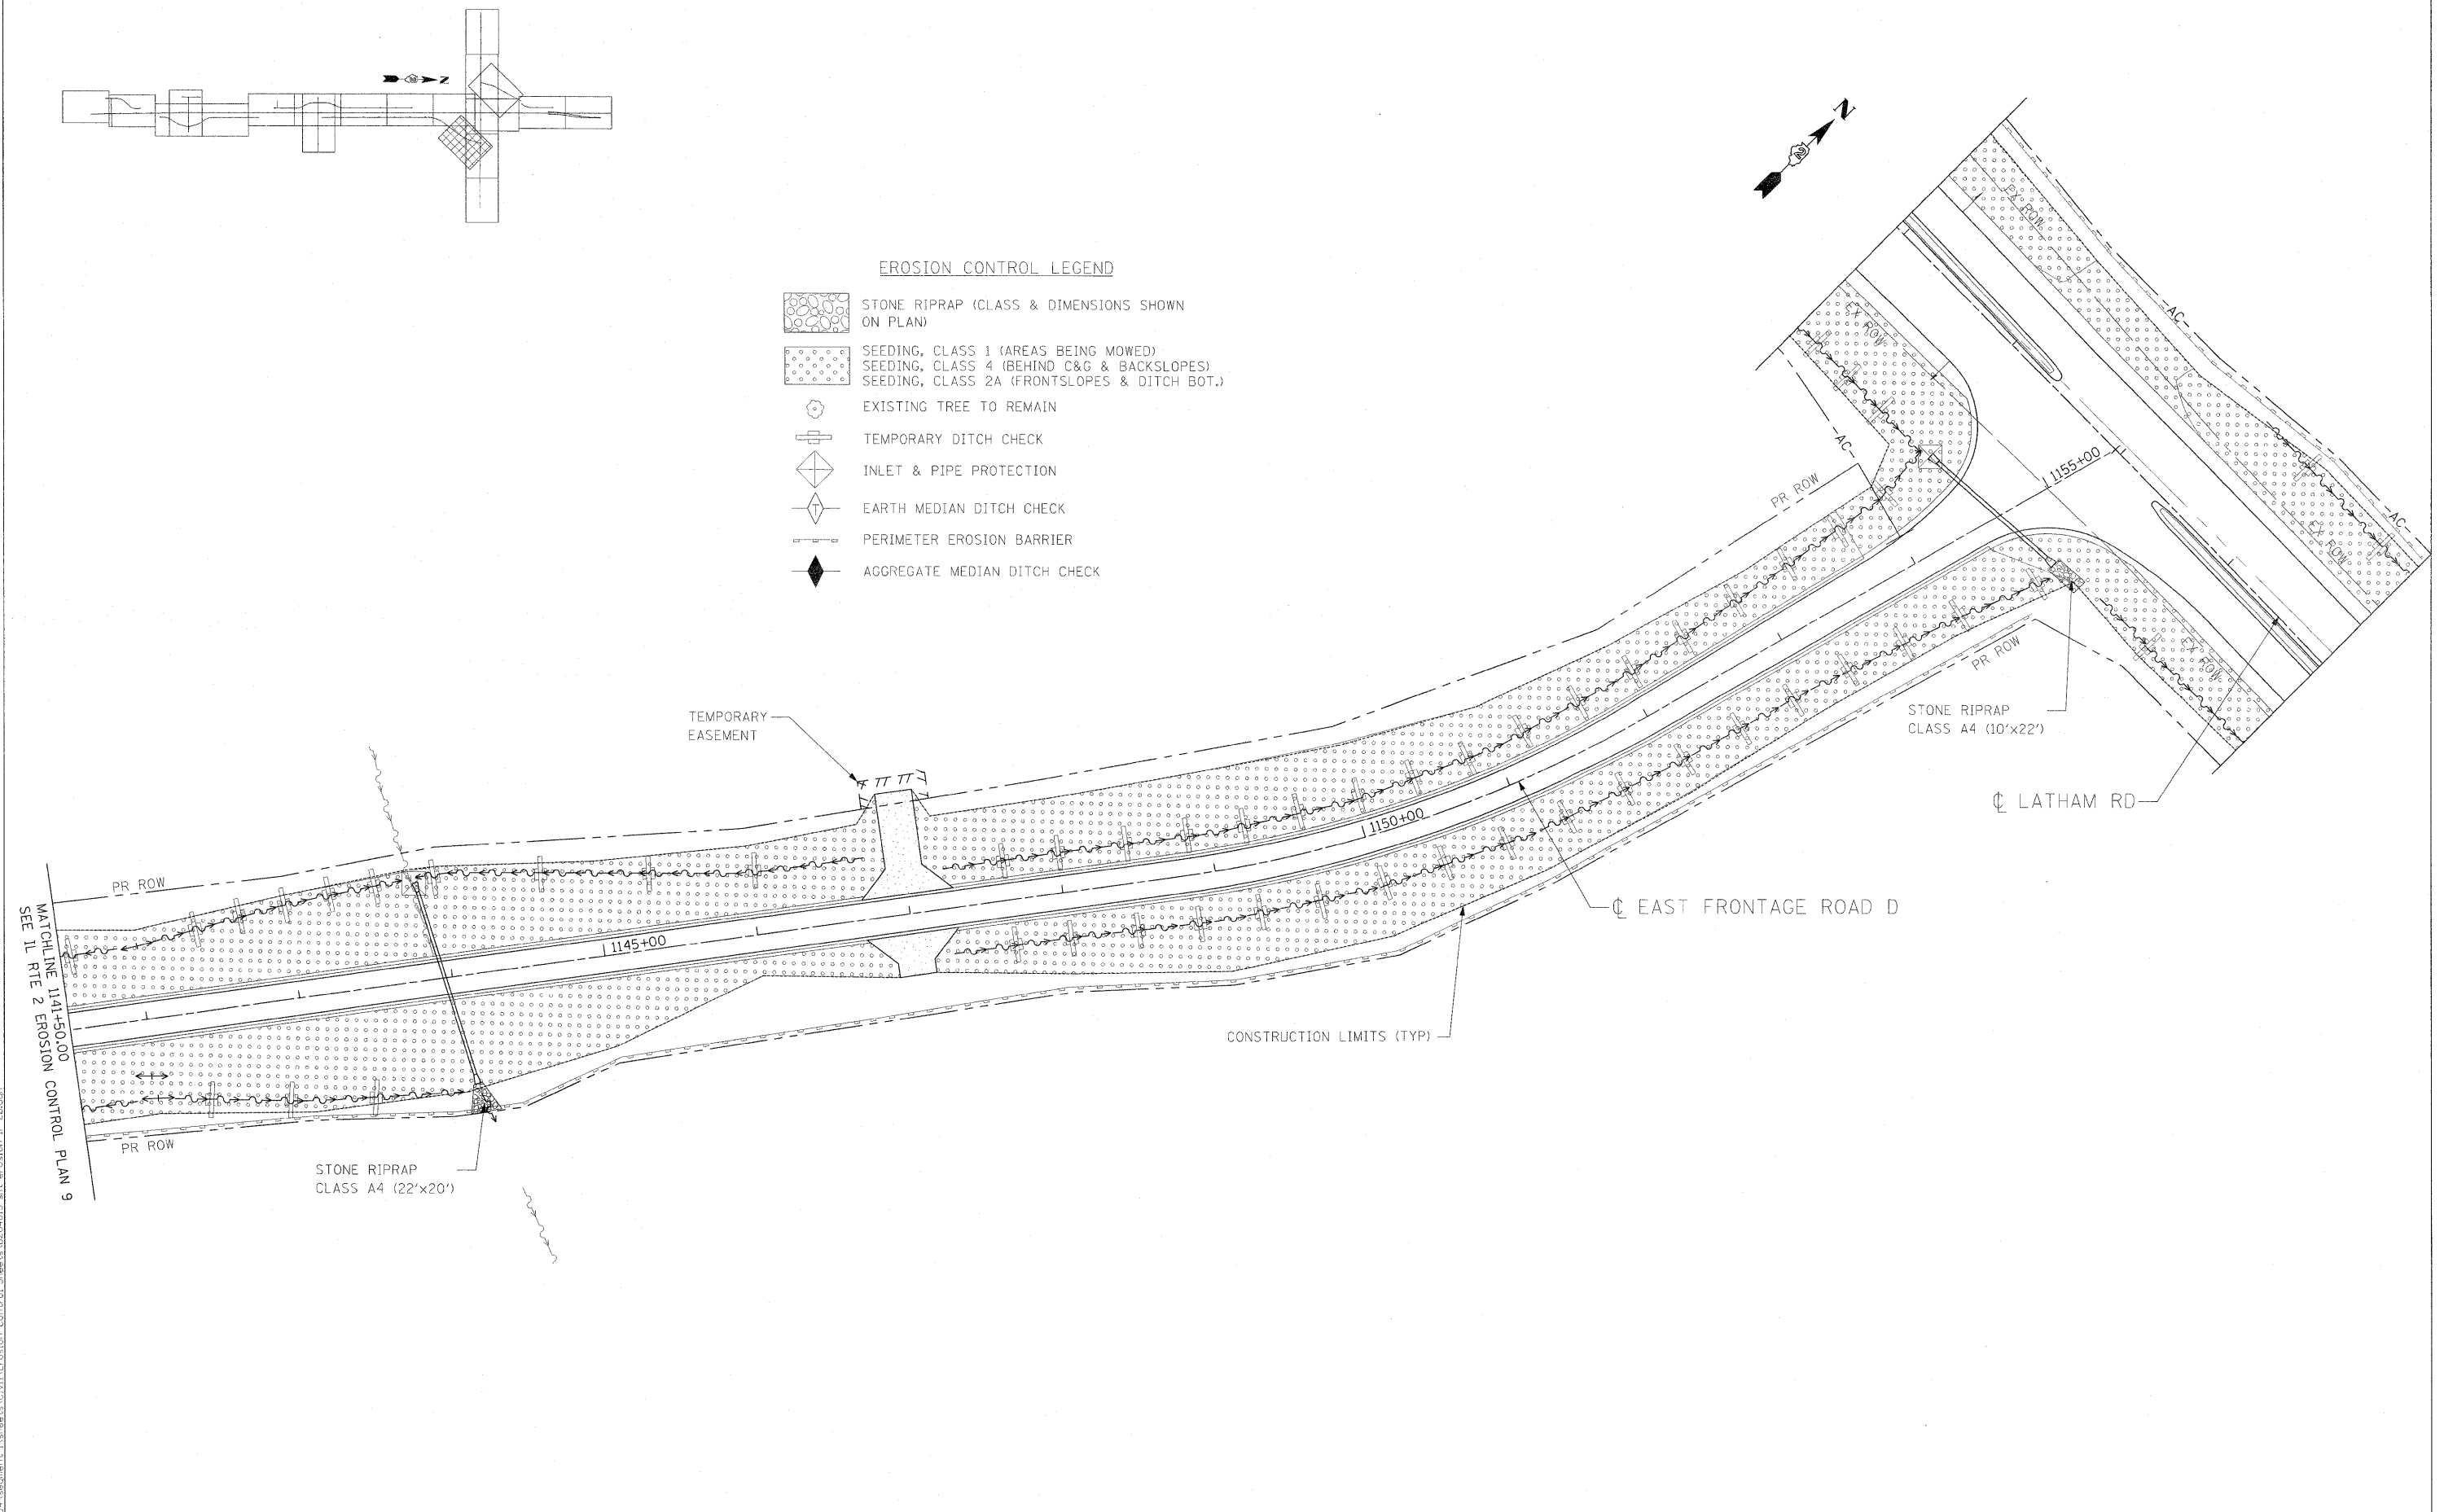 N
N
EROSION CONTROL LEGEND
STONE RIPRAP (CLASS & DIMENSIONS SHOWN
ON PLAN)
SEEDING, CLASS 1 (AREAS BEING MOWED)
SEEDING, CLASS 4 (BEHIND C&G & BACKSLOPES)
SEEDING, CLASS 2A (FRONTSLOPES & DITCH BOT.)
EXISTING TREE TO REMAIN
TEMPORARY DITCH CHECK
INLET & PIPE PROTECTION
T
EARTH MEDIAN DITCH CHECK
PERIMETER EROSION BARRIER
AGGREGATE MEDIAN DITCH CHECK
EX ROW
AC
EX ROW
AC
PR ROW
1155+00
AC
EX ROW
EX ROW
PR ROW
STONE RIPRAP
CLASS A4 (10'x22')
℄ LATHAM RD
TEMPORARY
EASEMENT
1150+00
℄ EAST FRONTAGE ROAD D
PR ROW
1145+00
CONSTRUCTION LIMITS (TYP)
MATCHLINE 1141+50.00
SEE IL RTE 2 EROSION CONTROL PLAN 9
PR ROW
STONE RIPRAP
CLASS A4 (22'x20')